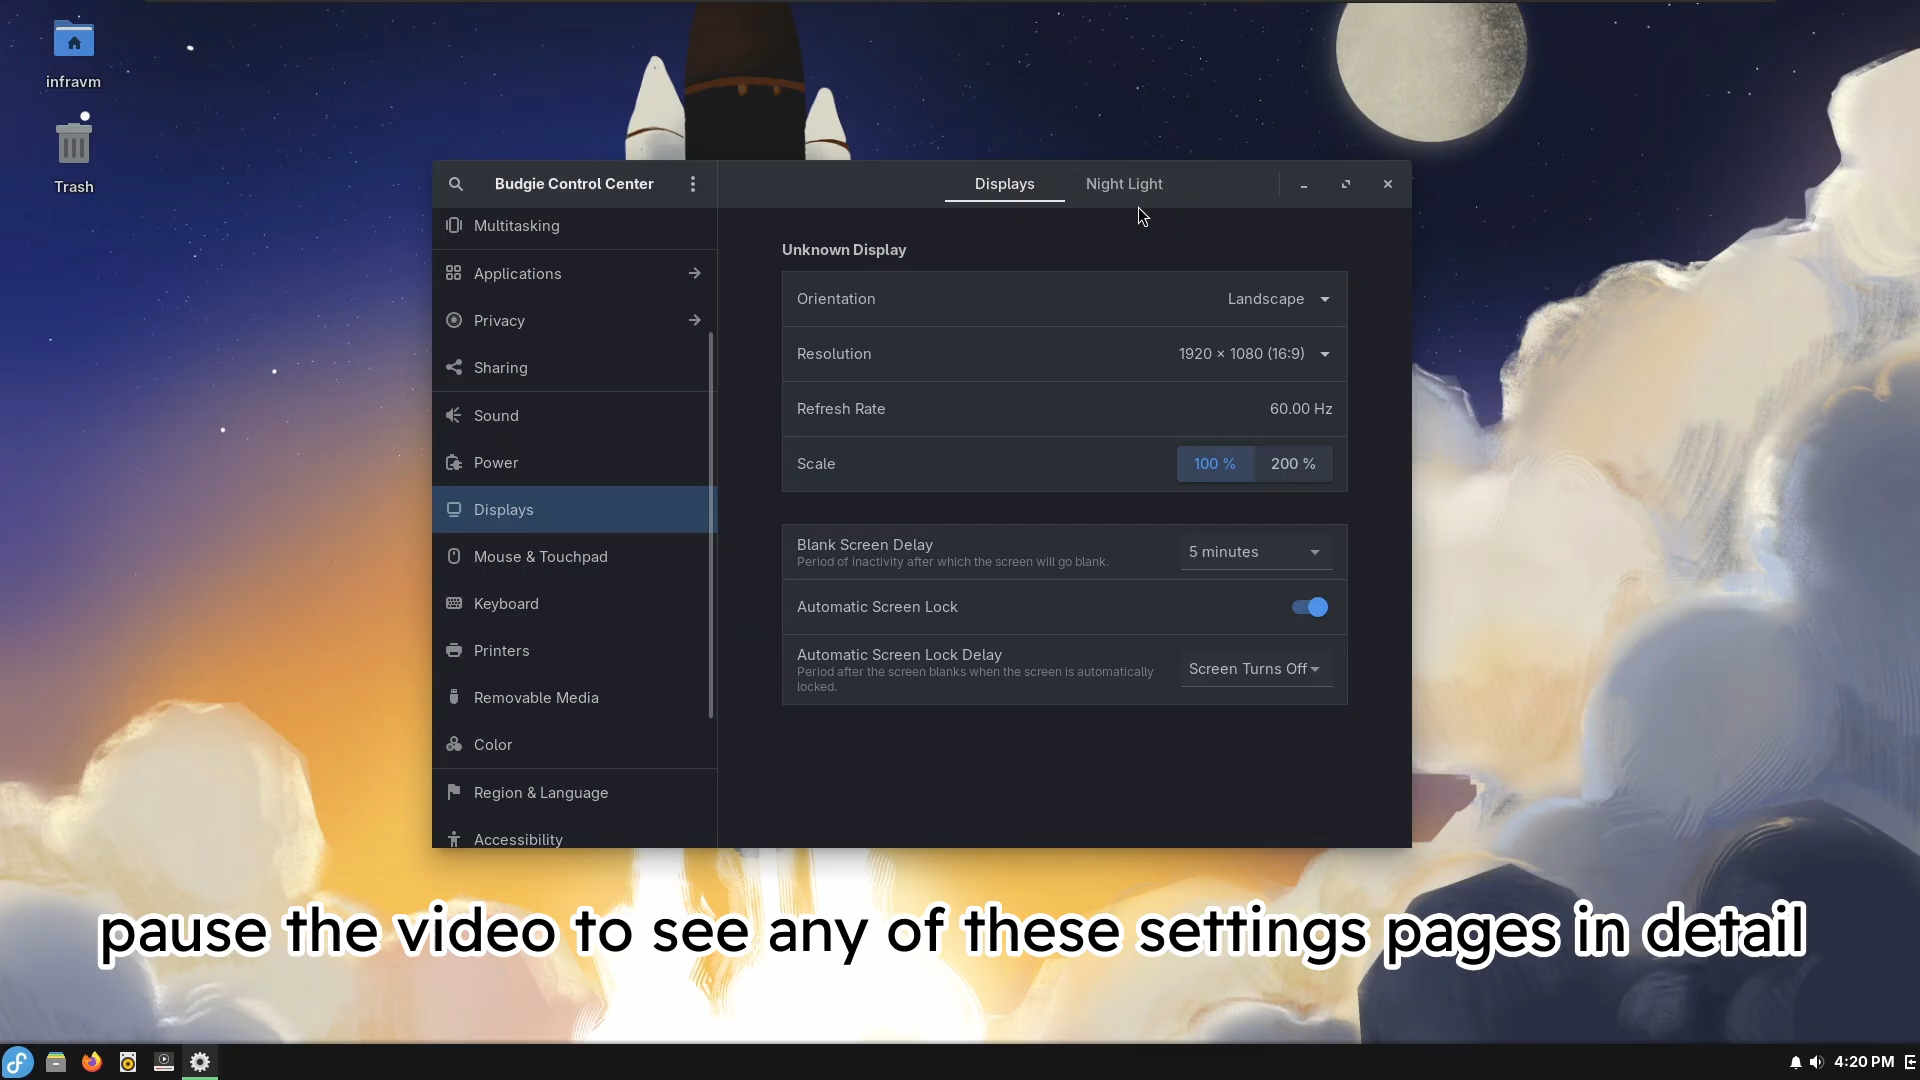 infravm
Trash
Budgie Control Center
Displays
Night Light
Multitasking
Applications
Privacy
Sharing
Sound
Power
Displays
Mouse & Touchpad
Keyboard
Printers
Removable Media
Color
Region & Language
Accessibility
Unknown Display
Orientation
Landscape
Resolution
1920 × 1080 (16:9)
Refresh Rate
60.00 Hz
Scale
100 %
200 %
Blank Screen Delay
Period of inactivity after which the screen will go blank.
5 minutes
Automatic Screen Lock
Automatic Screen Lock Delay
Period after the screen blanks when the screen is automatically
locked.
Screen Turns Off
pause the video to see any of these settings pages in detail
4:20 PM